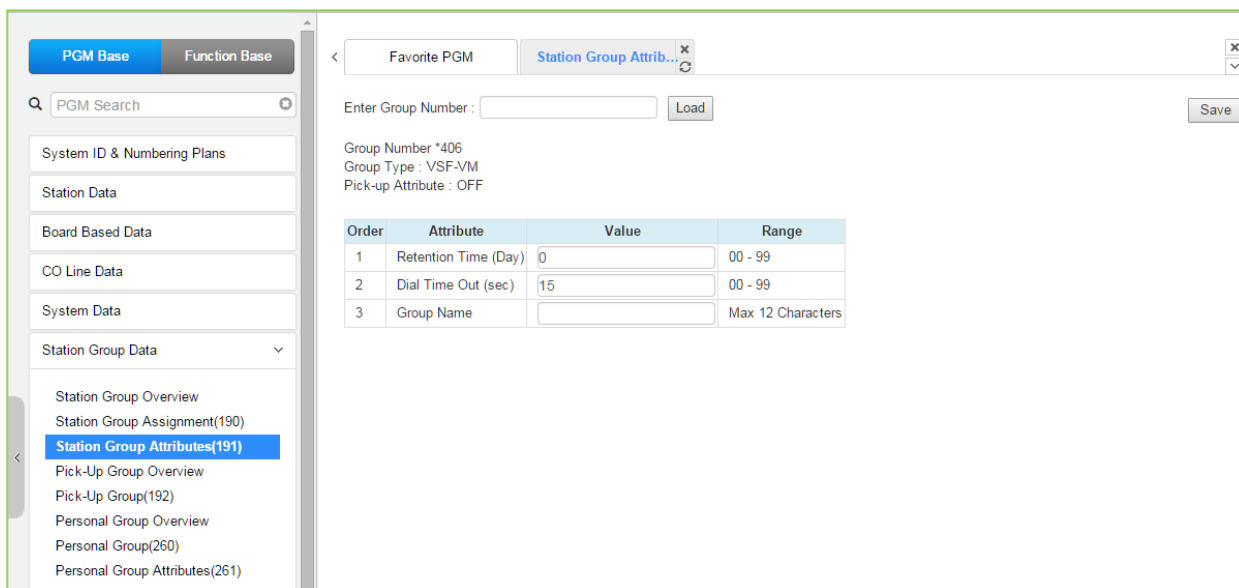 PGM Base Function Base
PGM Search
System ID & Numbering Plans
Station Data
Board Based Data
CO Line Data
System Data
Station Group Data
Station Group Overview
Station Group Assignment(190)
Station Group Attributes(191)
Pick-Up Group Overview
Pick-Up Group(192)
Personal Group Overview
Personal Group(260)
Personal Group Attributes(261)
Favorite PGM Station Group Attrib...
Enter Group Number : Load Save
Group Number *406
Group Type : VSF-VM
Pick-up Attribute : OFF
Order Attribute Value Range
1 Retention Time (Day) 0 00 - 99
2 Dial Time Out (sec) 15 00 - 99
3 Group Name Max 12 Characters